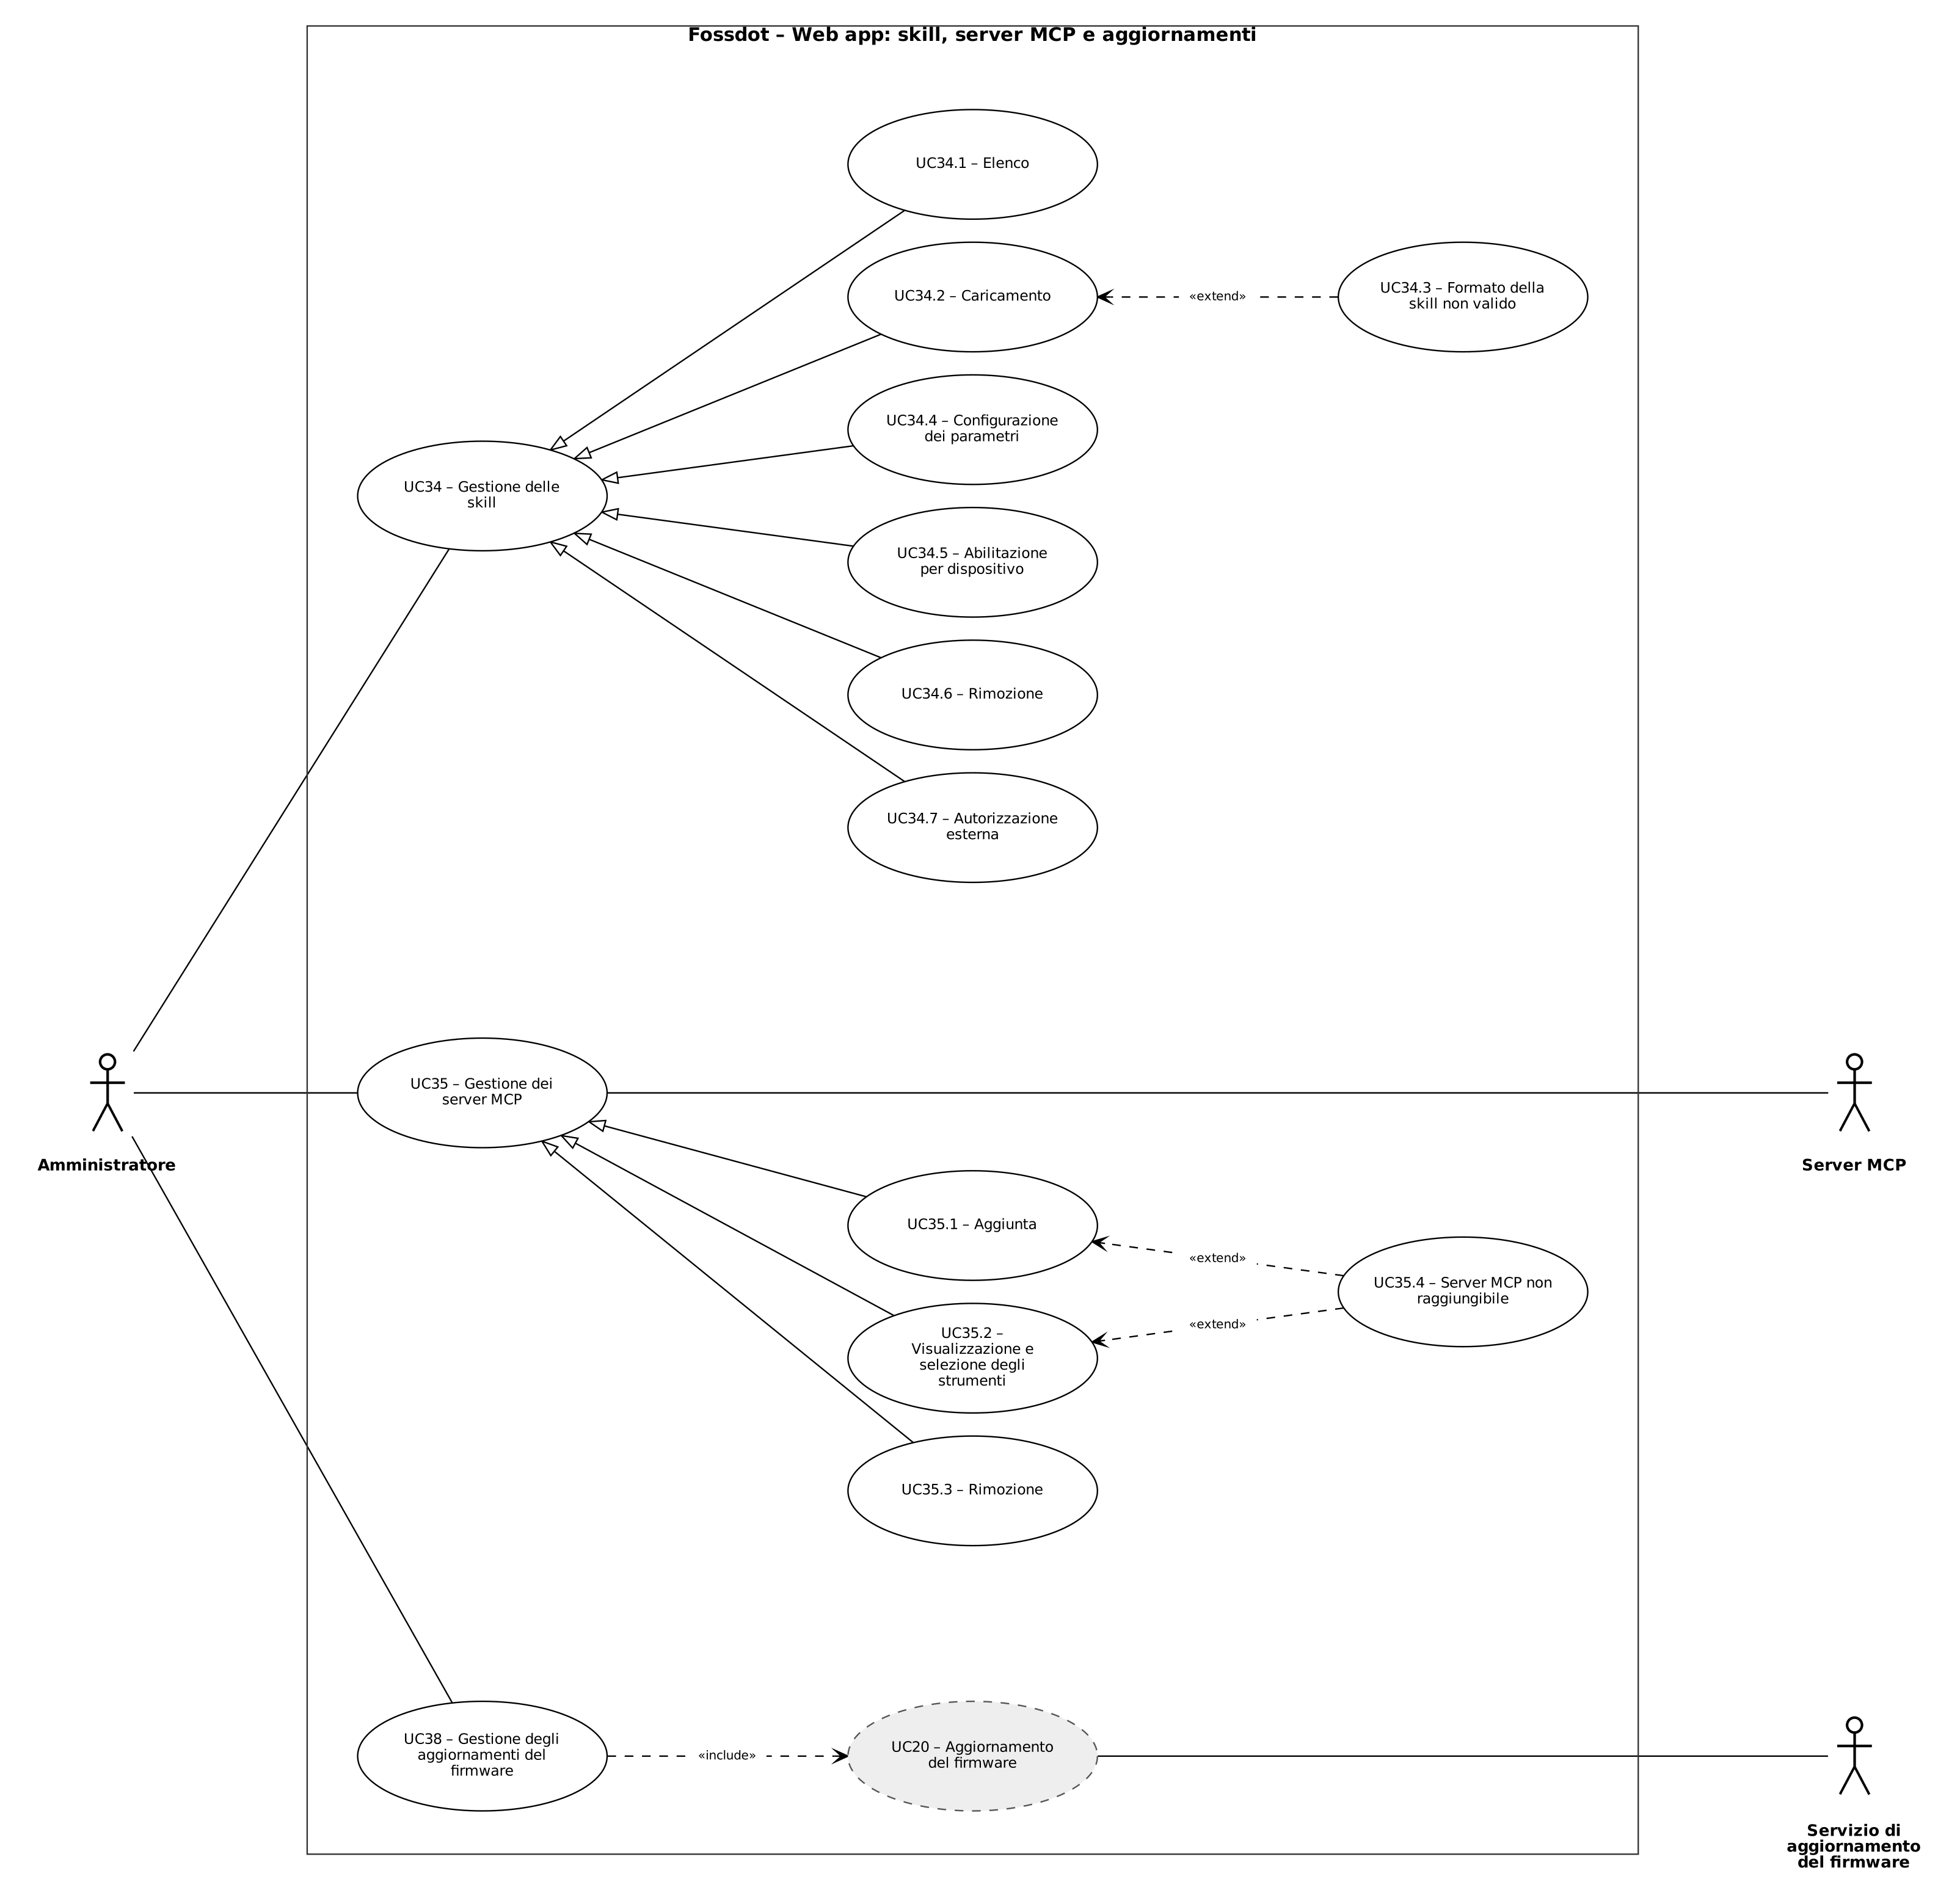 Fossdot – Web app: skill, server MCP e aggiornamenti
UC34.1 – Elenco
UC34.2 – Caricamento
«extend»
UC34.3 – Formato della
skill non valido
UC34.4 – Configurazione
dei parametri
UC34 – Gestione delle
skill
UC34.5 – Abilitazione
per dispositivo
UC34.6 – Rimozione
UC34.7 – Autorizzazione
esterna
UC35 – Gestione dei
server MCP
Amministratore
Server MCP
UC35.1 – Aggiunta
«extend»
UC35.4 – Server MCP non
raggiungibile
«extend»
UC35.2 –
Visualizzazione e
selezione degli
strumenti
UC35.3 – Rimozione
UC38 – Gestione degli
aggiornamenti del
firmware
«include»
UC20 – Aggiornamento
del firmware
Servizio di
aggiornamento
del firmware